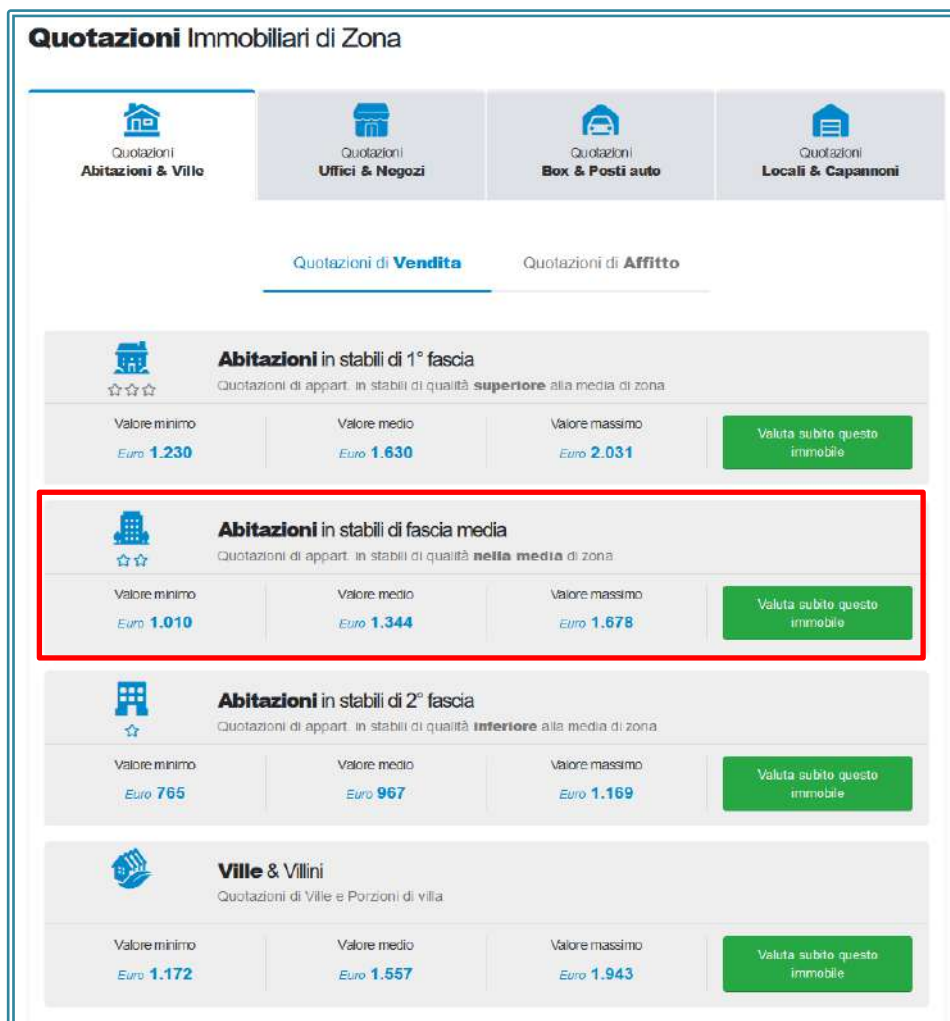 Quotazioni Immobiliari di Zona
Quotazioni
Abitazioni & Ville
Quotazioni
Uffici & Negozi
Quotazioni
Box & Posti auto
Quotazioni
Locali & Capannoni
Quotazioni di Vendita
Quotazioni di Affitto
Abitazioni in stabili di 1° fascia
Quotazioni di appart. in stabili di qualità superiore alla media di zona
Valore minimo
Valore medio
Valore massimo
Euro 1.230
Euro 1.630
Euro 2.031
Valuta subito questo
immobile
Abitazioni in stabili di fascia media
Quotazioni di appart. in stabili di qualità nella media di zona
Valore minimo
Valore medio
Valore massimo
Euro 1.010
Euro 1.344
Euro 1.678
Valuta subito questo
immobile
Abitazioni in stabili di 2° fascia
Quotazioni di appart. in stabili di qualità inferiore alla media di zona
Valore minimo
Valore medio
Valore massimo
Euro 765
Euro 967
Euro 1.169
Valuta subito questo
immobile
Ville & Villini
Quotazioni di Ville e Porzioni di villa
Valore minimo
Valore medio
Valore massimo
Euro 1.172
Euro 1.557
Euro 1.943
Valuta subito questo
immobile